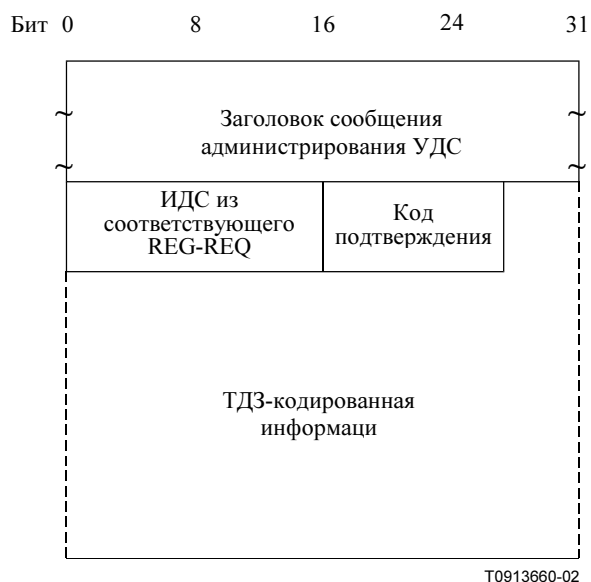 Бит 0 8 16 24 31
~ ~
Заголовок сообщения
администрирования УДС
~ ~
ИДС из
соответствующего
REG-REQ
Код
подтверждения
ТДЗ-кодированная
информаци
T0913660-02